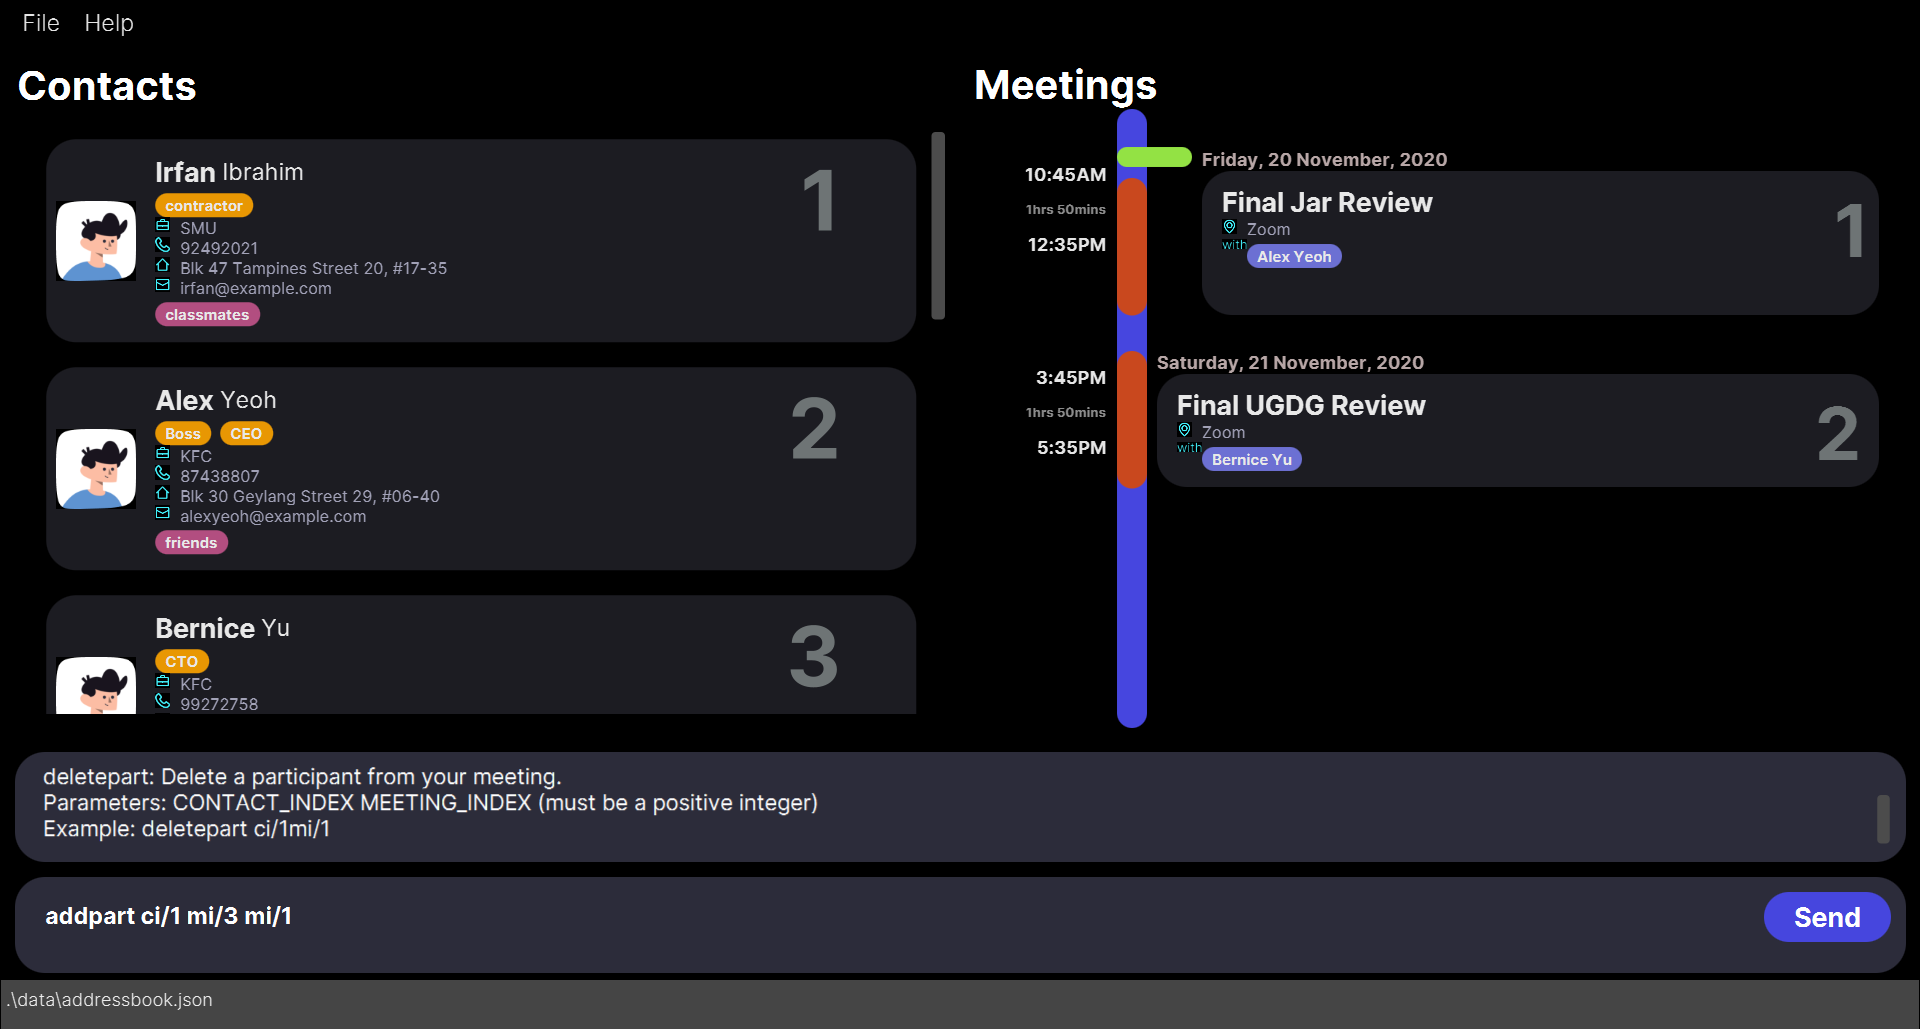 File Help
Contacts
Irfan Ibrahim
1
contractor
SMU
92492021
Blk 47 Tampines Street 20, #17-35
irfan@example.com
classmates
Alex Yeoh
2
Boss CEO
KFC
87438807
Blk 30 Geylang Street 29, #06-40
alexyeoh@example.com
friends
Bernice Yu
3
CTO
KFC
99272758
Meetings
Friday, 20 November, 2020
10:45AM
1hrs 50mins
12:35PM
Final Jar Review
1
Zoom
with Alex Yeoh
Saturday, 21 November, 2020
3:45PM
1hrs 50mins
5:35PM
Final UGDG Review
2
Zoom
with Bernice Yu
deletepart: Delete a participant from your meeting.
Parameters: CONTACT_INDEX MEETING_INDEX (must be a positive integer)
Example: deletepart ci/1mi/1
addpart ci/1 mi/3 mi/1
Send
.\data\addressbook.json